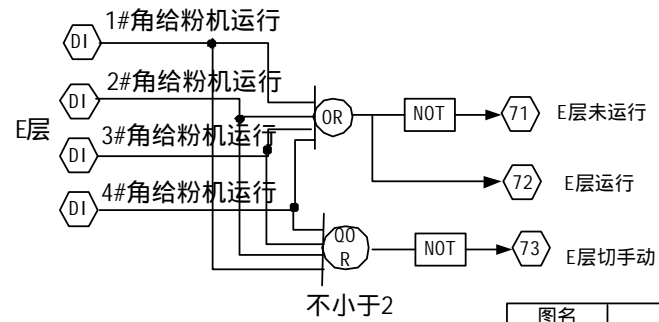 DI 1#角给粉机运行
DI 2#角给粉机运行
OR NOT 71 E层未运行
E层
DI 3#角给粉机运行
72 E层运行
DI 4#角给粉机运行
QO
R NOT 73 E层切手动
不小于2
图名